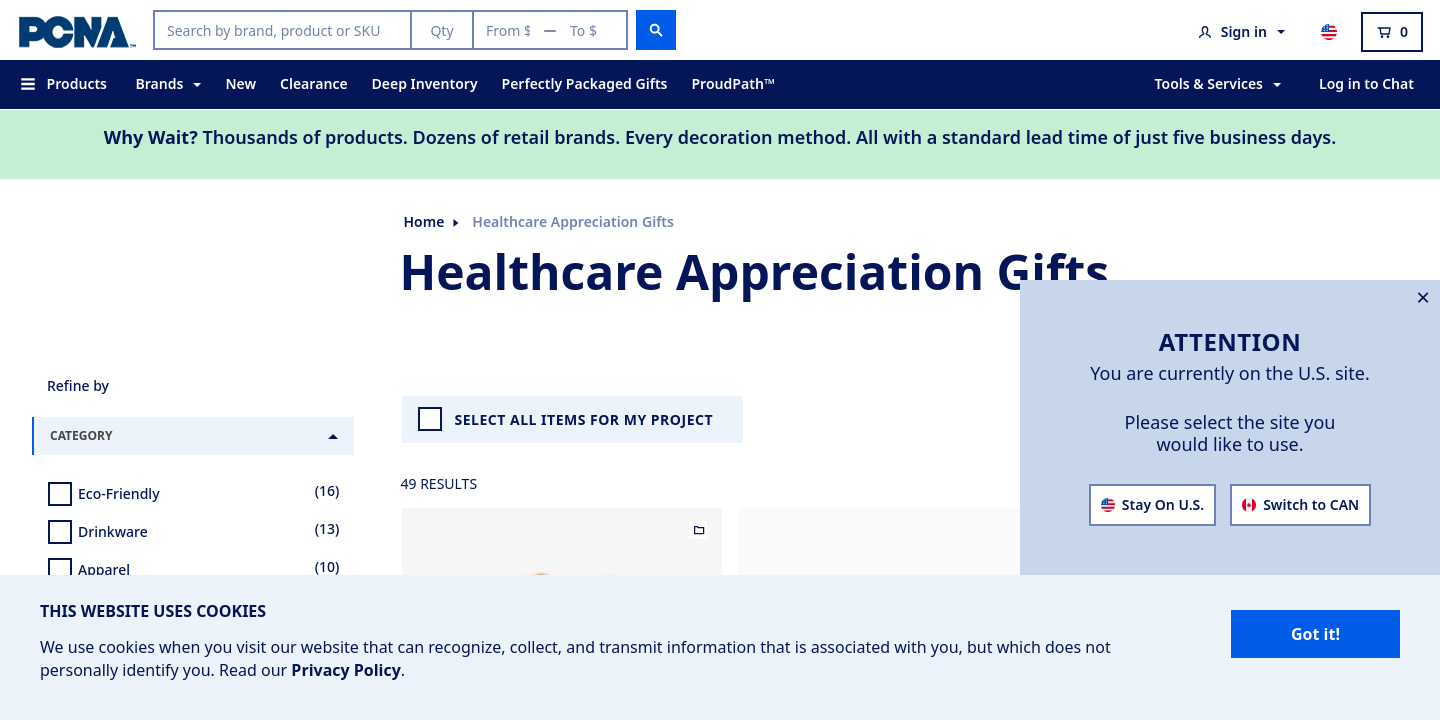 PCNA™
Search by brand, product or SKU
Qty
From $ — To $
Sign in
0
Products
Brands
New
Clearance
Deep Inventory
Perfectly Packaged Gifts
ProudPath™
Tools & Services
Log in to Chat
Why Wait? Thousands of products. Dozens of retail brands. Every decoration method. All with a standard lead time of just five business days.
Home
Healthcare Appreciation Gifts
Healthcare Appreciation Gifts
Refine by
CATEGORY
Eco-Friendly (16)
Drinkware (13)
Apparel (10)
SELECT ALL ITEMS FOR MY PROJECT
49 RESULTS
ATTENTION
You are currently on the U.S. site.
Please select the site you
would like to use.
Stay On U.S.
Switch to CAN
THIS WEBSITE USES COOKIES
We use cookies when you visit our website that can recognize, collect, and transmit information that is associated with you, but which does not
personally identify you. Read our Privacy Policy.
Got it!